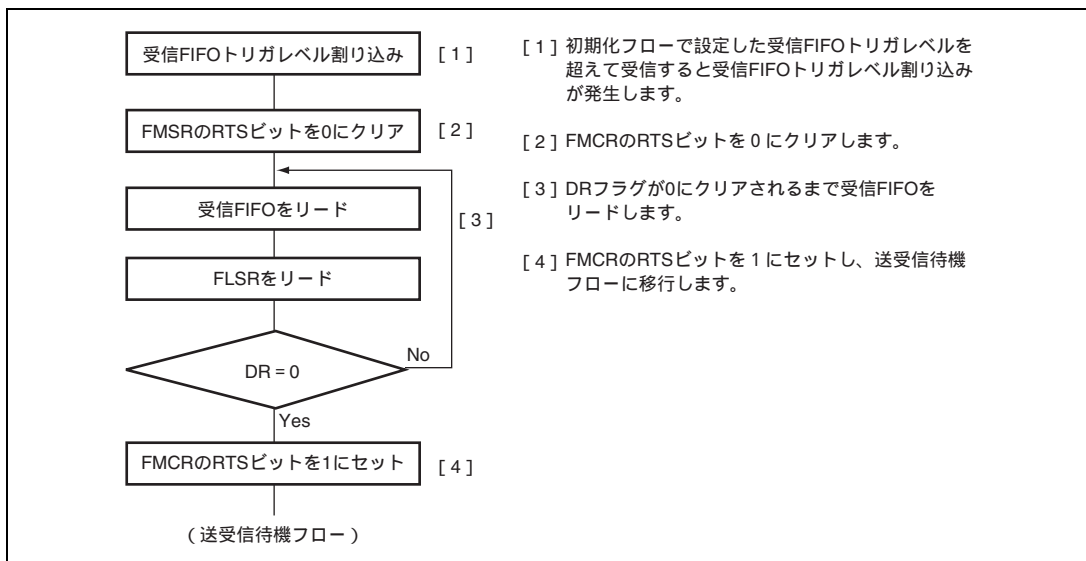 受信FIFOトリガレベル割り込み [ 1 ]
FMSRのRTSビットを0にクリア [ 2 ]
受信FIFOをリード
[ 3 ]
FLSRをリード
DR = 0
No
Yes
FMCRのRTSビットを1にセット [ 4 ]
( 送受信待機フロー )
[ 1 ] 初期化フローで設定した受信FIFOトリガレベルを
超えて受信すると受信FIFOトリガレベル割り込み
が発生します。
[ 2 ] FMCRのRTSビットを 0 にクリアします。
[ 3 ] DRフラグが0にクリアされるまで受信FIFOを
リードします。
[ 4 ] FMCRのRTSビットを 1 にセットし、送受信待機
フローに移行します。